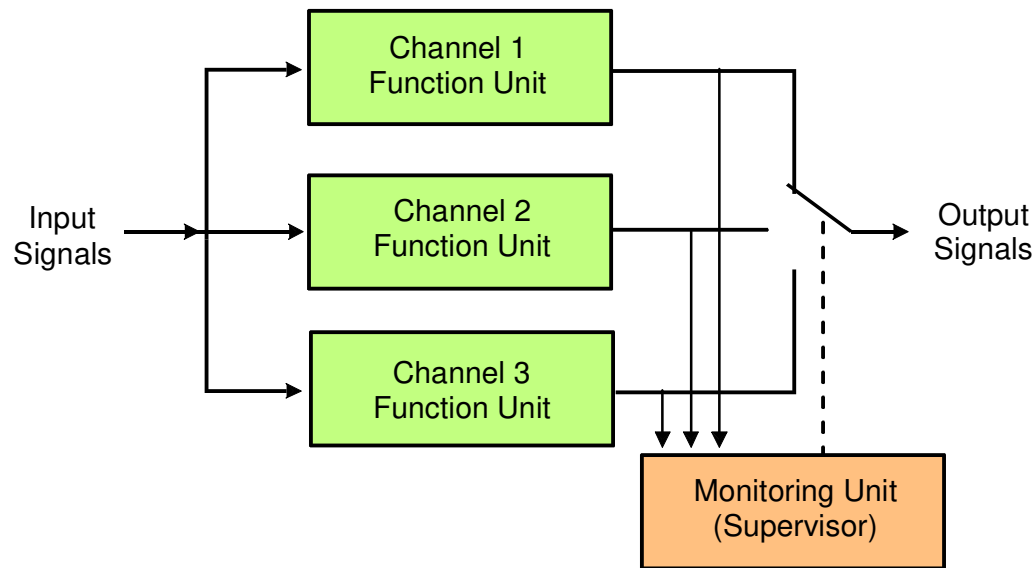 Channel 1
Function Unit
Input
Signals
Channel 2
Function Unit
Output
Signals
Channel 3
Function Unit
Monitoring Unit
(Supervisor)